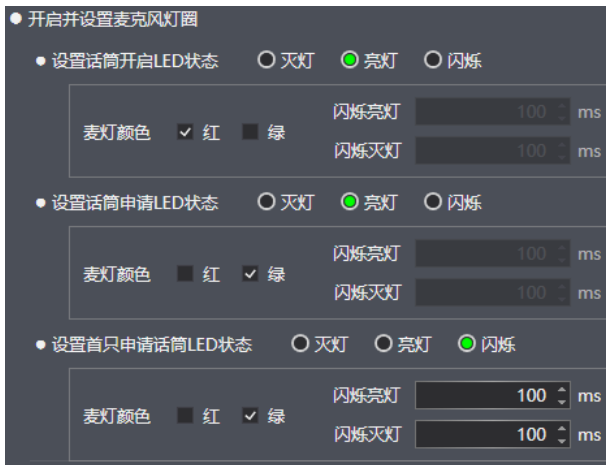 开启并设置麦克风灯圈
设置话筒开启LED状态 灭灯 亮灯 闪烁
闪烁亮灯 100 ms
麦灯颜色 红 绿
闪烁灭灯 100 ms
设置话筒申请LED状态 灭灯 亮灯 闪烁
闪烁亮灯 100 ms
麦灯颜色 红 绿
闪烁灭灯 100 ms
设置首只申请话筒LED状态 灭灯 亮灯 闪烁
闪烁亮灯 100 ms
麦灯颜色 红 绿
闪烁灭灯 100 ms